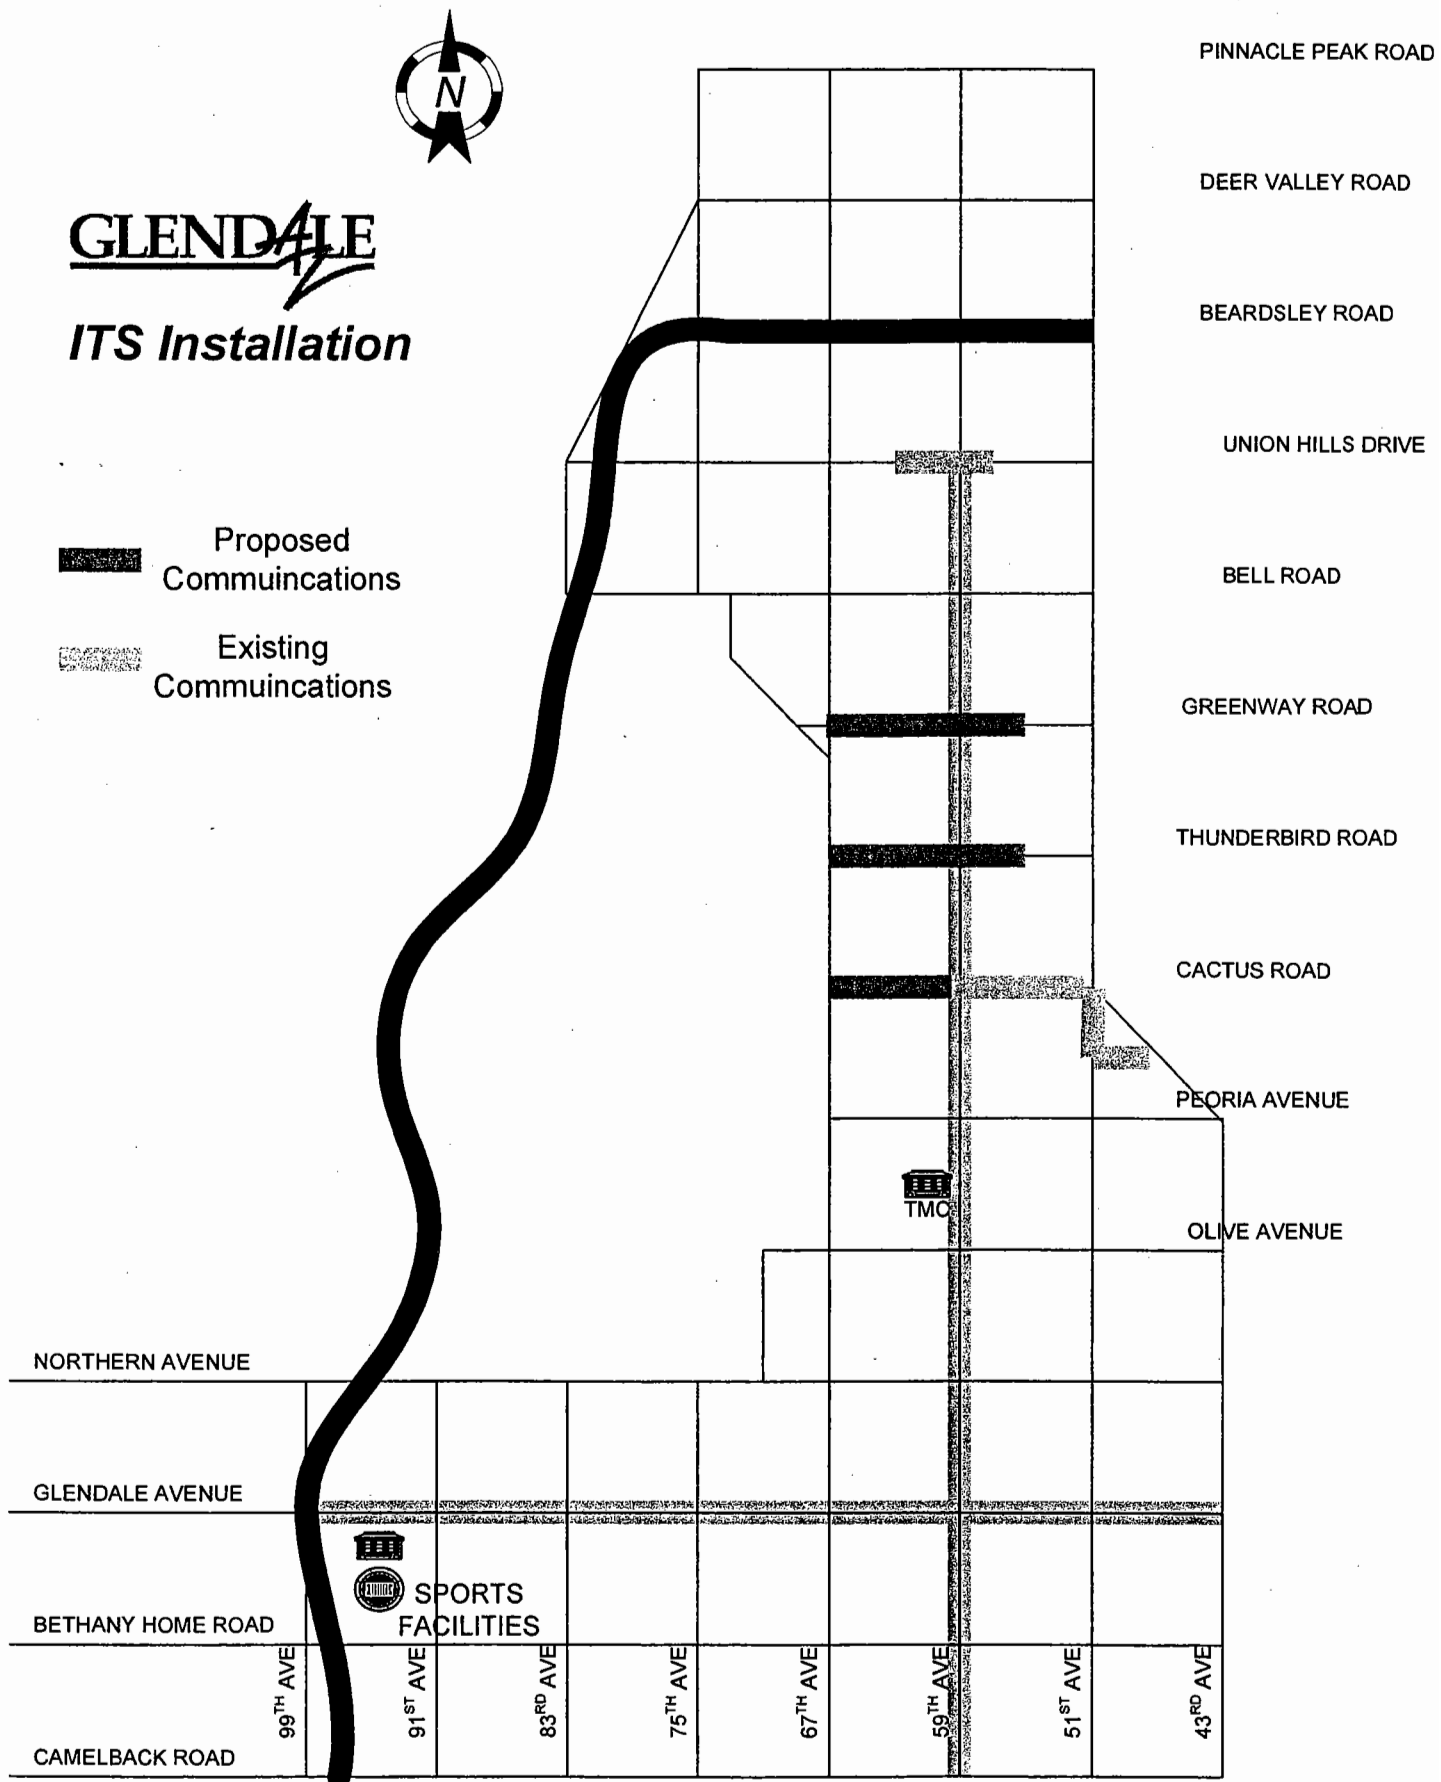 N
PINNACLE PEAK ROAD
DEER VALLEY ROAD
GLENDALE
AZ
ITS Installation
BEARDSLEY ROAD
UNION HILLS DRIVE
Proposed
Commuincations
BELL ROAD
Existing
Commuincations
GREENWAY ROAD
THUNDERBIRD ROAD
CACTUS ROAD
PEORIA AVENUE
TMC
OLIVE AVENUE
NORTHERN AVENUE
GLENDALE AVENUE
SPORTS
FACILITIES
BETHANY HOME ROAD
99TH AVE
91ST AVE
83RD AVE
75TH AVE
67TH AVE
59TH AVE
51ST AVE
43RD AVE
CAMELBACK ROAD